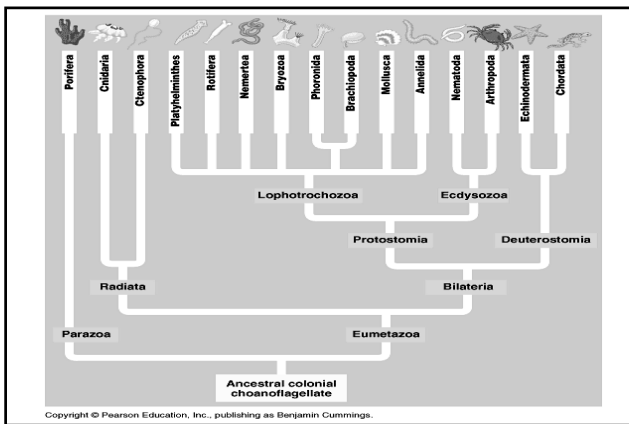 Porifera
Cnidaria
Ctenophora
Platyhelminthes
Rotifera
Nemertea
Bryozoa
Phoronida
Brachiopoda
Mollusca
Annelida
Nematoda
Arthropoda
Echinodermata
Chordata
Lophotrochozoa
Ecdysozoa
Protostomia
Deuterostomia
Radiata
Bilateria
Parazoa
Eumetazoa
Ancestral colonial
choanoflagellate
Copyright © Pearson Education, Inc., publishing as Benjamin Cummings.